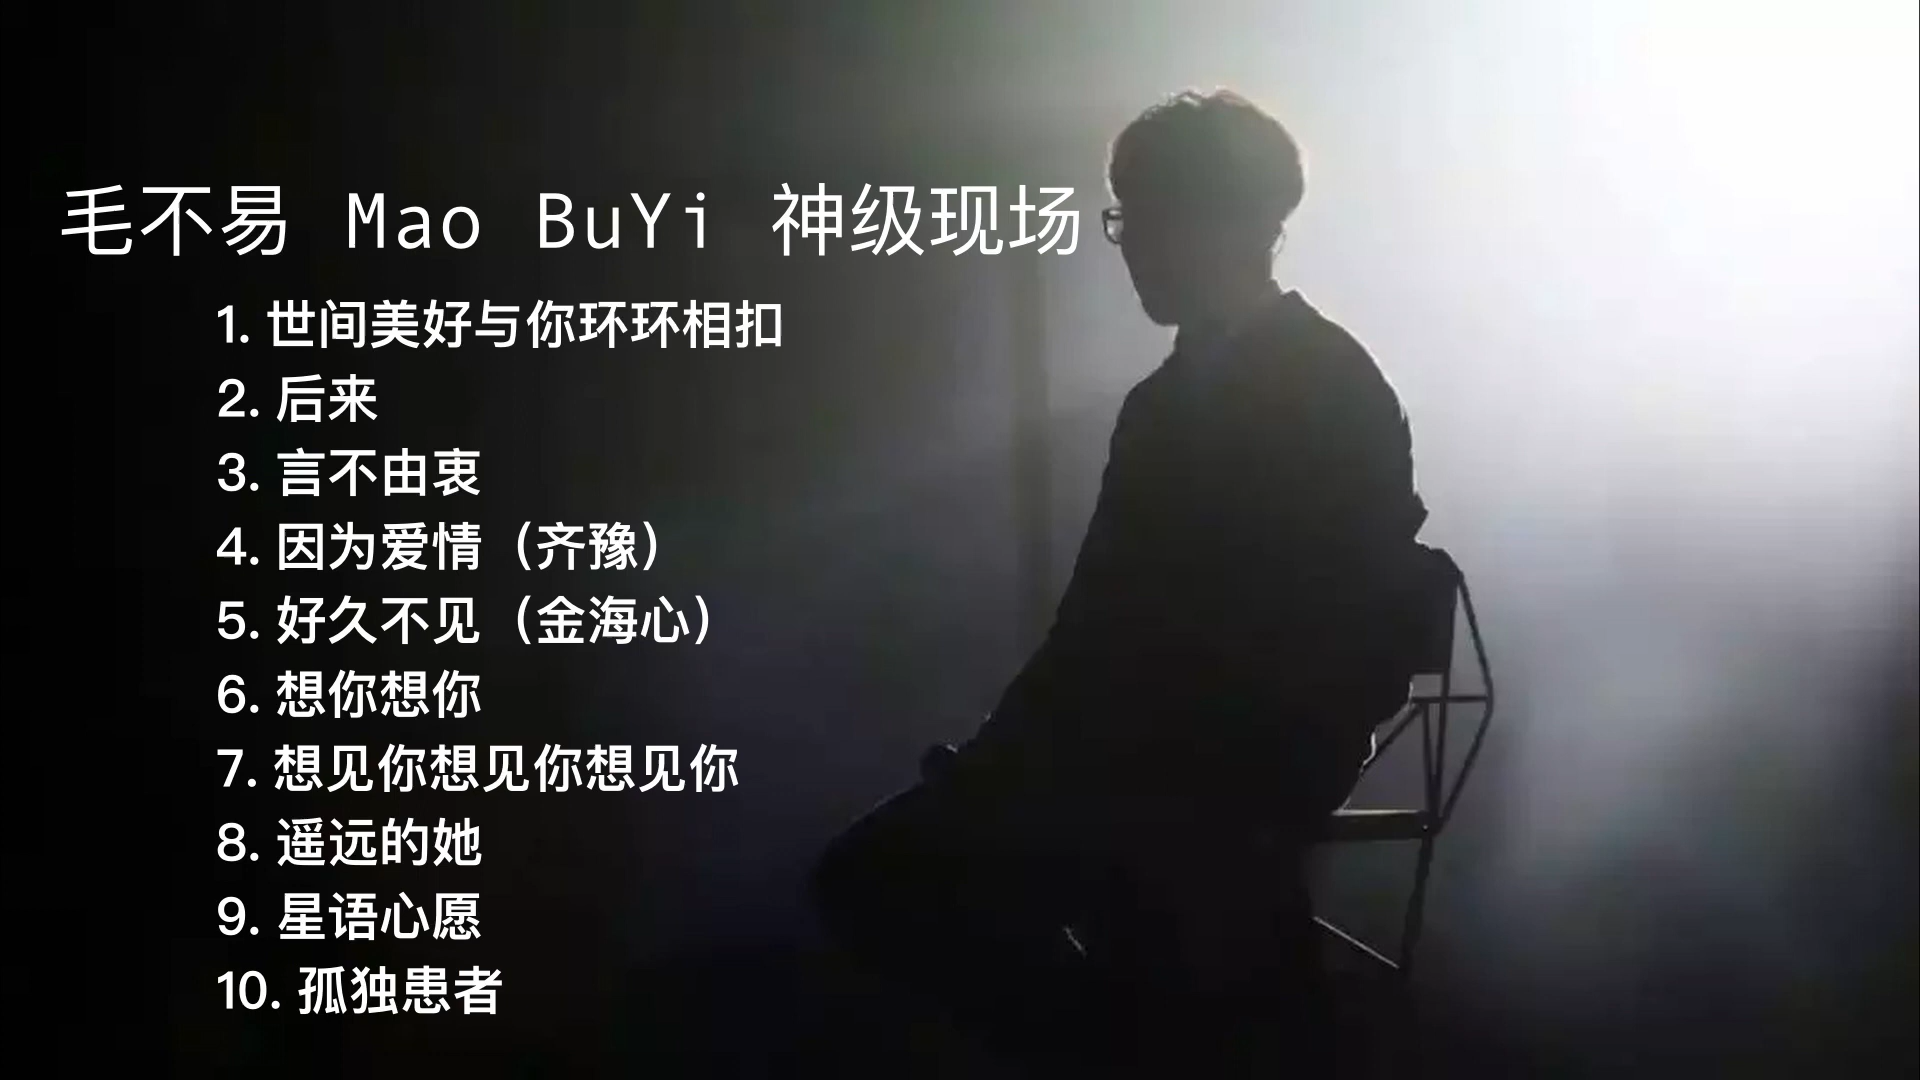 毛不易 Mao BuYi 神级现场
1. 世间美好与你环环相扣
2. 后来
3. 言不由衷
4. 因为爱情（齐豫）
5. 好久不见（金海心）
6. 想你想你
7. 想见你想见你想见你
8. 遥远的她
9. 星语心愿
10. 孤独患者